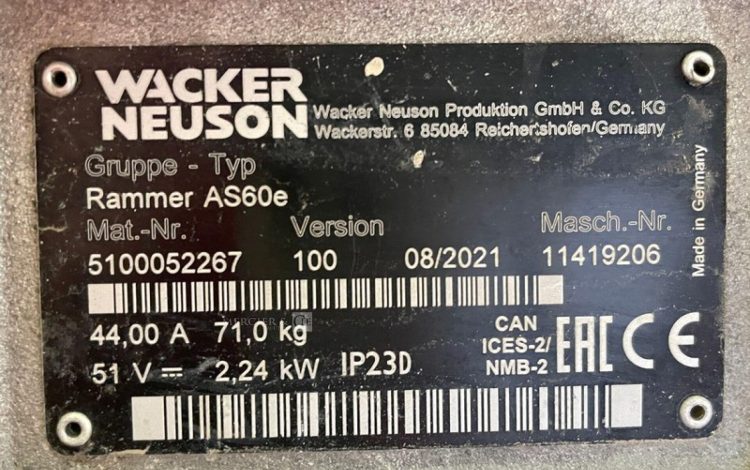 WACKER
NEUSON
Wacker Neuson Produktion GmbH & Co. KG
Wackerstr. 6 85084 Reichertshofen/Germany
Gruppe - Typ
Rammer AS60e
Mat.-Nr. Version Masch.-Nr.
5100052267 100 08/2021 11419206
Made in Germany
44,00 A 71,0 kg
51 V ⎓ 2,24 kW IP23D
CAN
ICES-2/
NMB-2
EAC CE